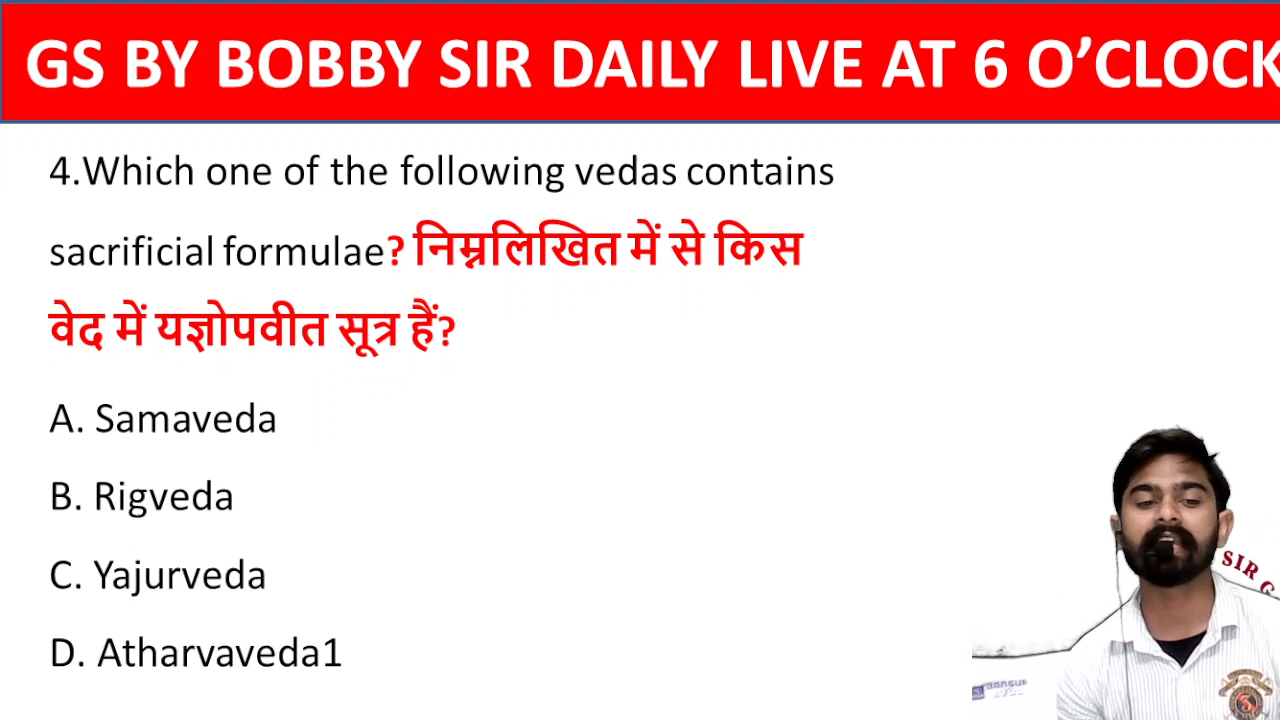 GS BY BOBBY SIR DAILY LIVE AT 6 O’CLOCK
4.Which one of the following vedas contains
sacrificial formulae? निम्नलिखित में से किस
वेद में यज्ञोपवीत सूत्र हैं?
A. Samaveda
B. Rigveda
C. Yajurveda
D. Atharvaveda1
SIR G